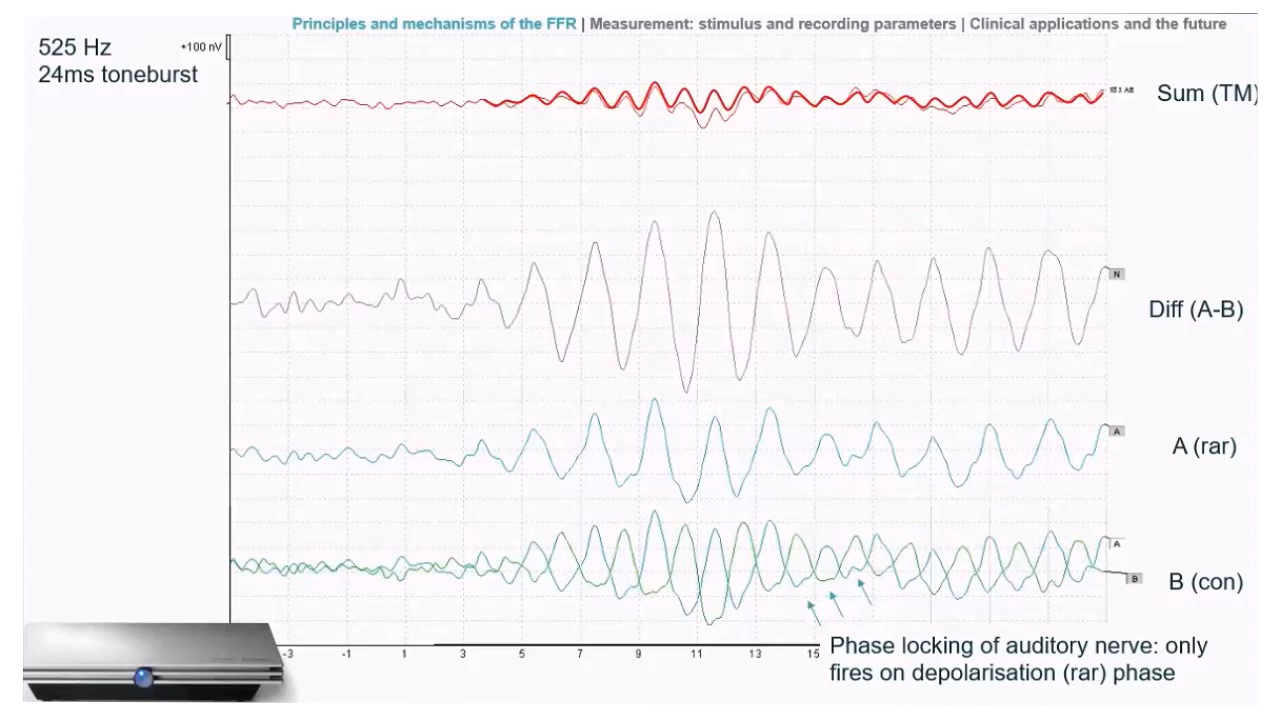 Principles and mechanisms of the FFR | Measurement: stimulus and recording parameters | Clinical applications and the future
525 Hz
24ms toneburst
+100 nV
Sum (TM)
N
Diff (A-B)
A
A (rar)
A
B
B (con)
-3 -1 1 3 5 7 9 11 13 15
Phase locking of auditory nerve: only
fires on depolarisation (rar) phase